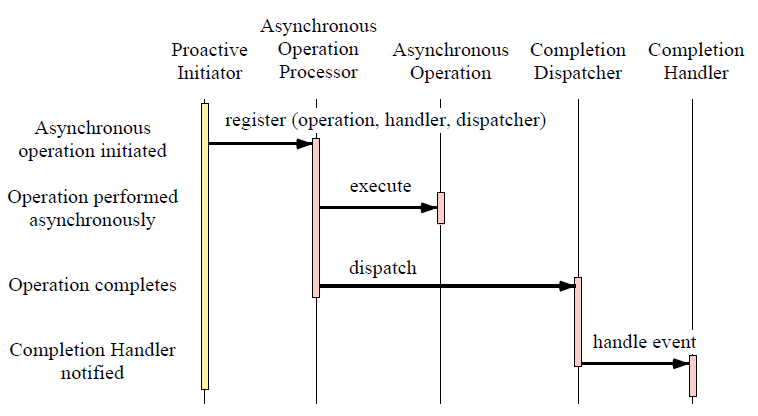 Proactive
Initiator
Asynchronous
Operation
Processor
Asynchronous
Operation
Completion
Dispatcher
Completion
Handler
Asynchronous
operation initiated
register (operation, handler, dispatcher)
Operation performed
asynchronously
execute
Operation completes
dispatch
Completion Handler
notified
handle event